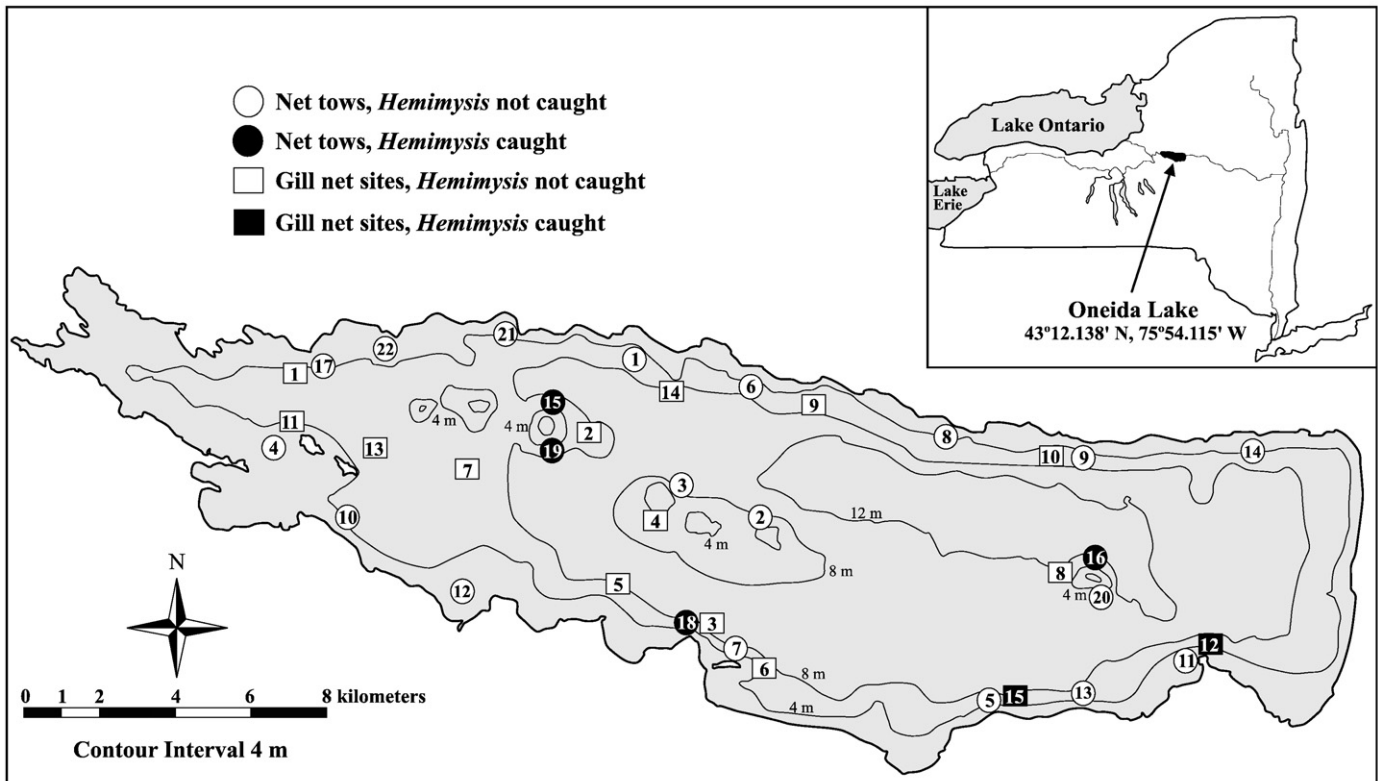 Net tows, Hemimysis not caught
Net tows, Hemimysis caught
Gill net sites, Hemimysis not caught
Gill net sites, Hemimysis caught
Lake Ontario
Lake
Erie
Oneida Lake
43º12.138' N, 75º54.115' W
21
22
1
17
1
6
14
15
9
11
4 m
2
8
4
13
19
10
9
14
7
3
4
2
10
12 m
4 m
16
8 m
8
N
5
4 m
20
12
18
3
12
7
11
6
8 m
0 1 2 4 6 8 kilometers
4 m
5
15
13
Contour Interval 4 m
4 m